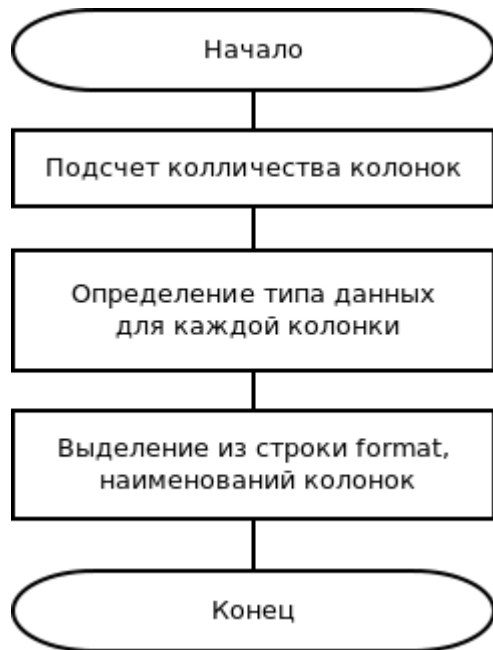 Начало
Подсчет колличества колонок
Определение типа данных
для каждой колонки
Выделение из строки format,
наименований колонок
Конец